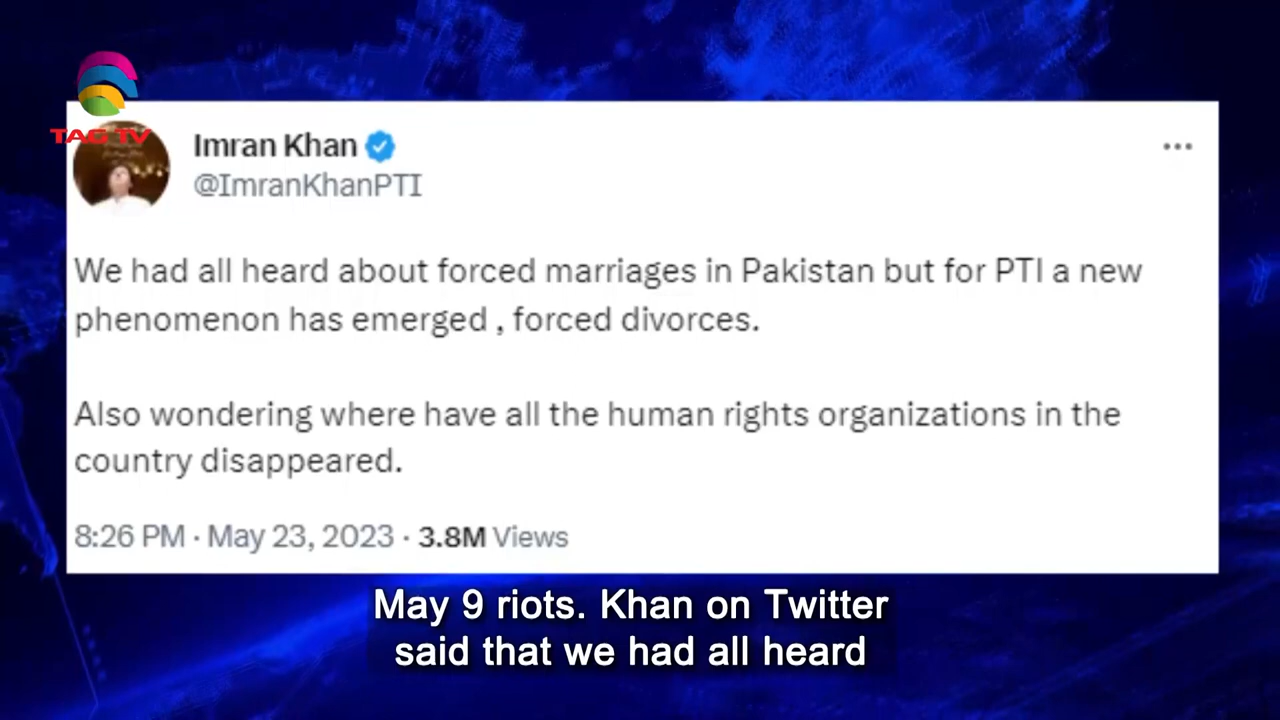 TAG TV
Imran Khan
@ImranKhanPTI
We had all heard about forced marriages in Pakistan but for PTI a new
phenomenon has emerged , forced divorces.
Also wondering where have all the human rights organizations in the
country disappeared.
8:26 PM · May 23, 2023 · 3.8M Views
May 9 riots. Khan on Twitter
said that we had all heard